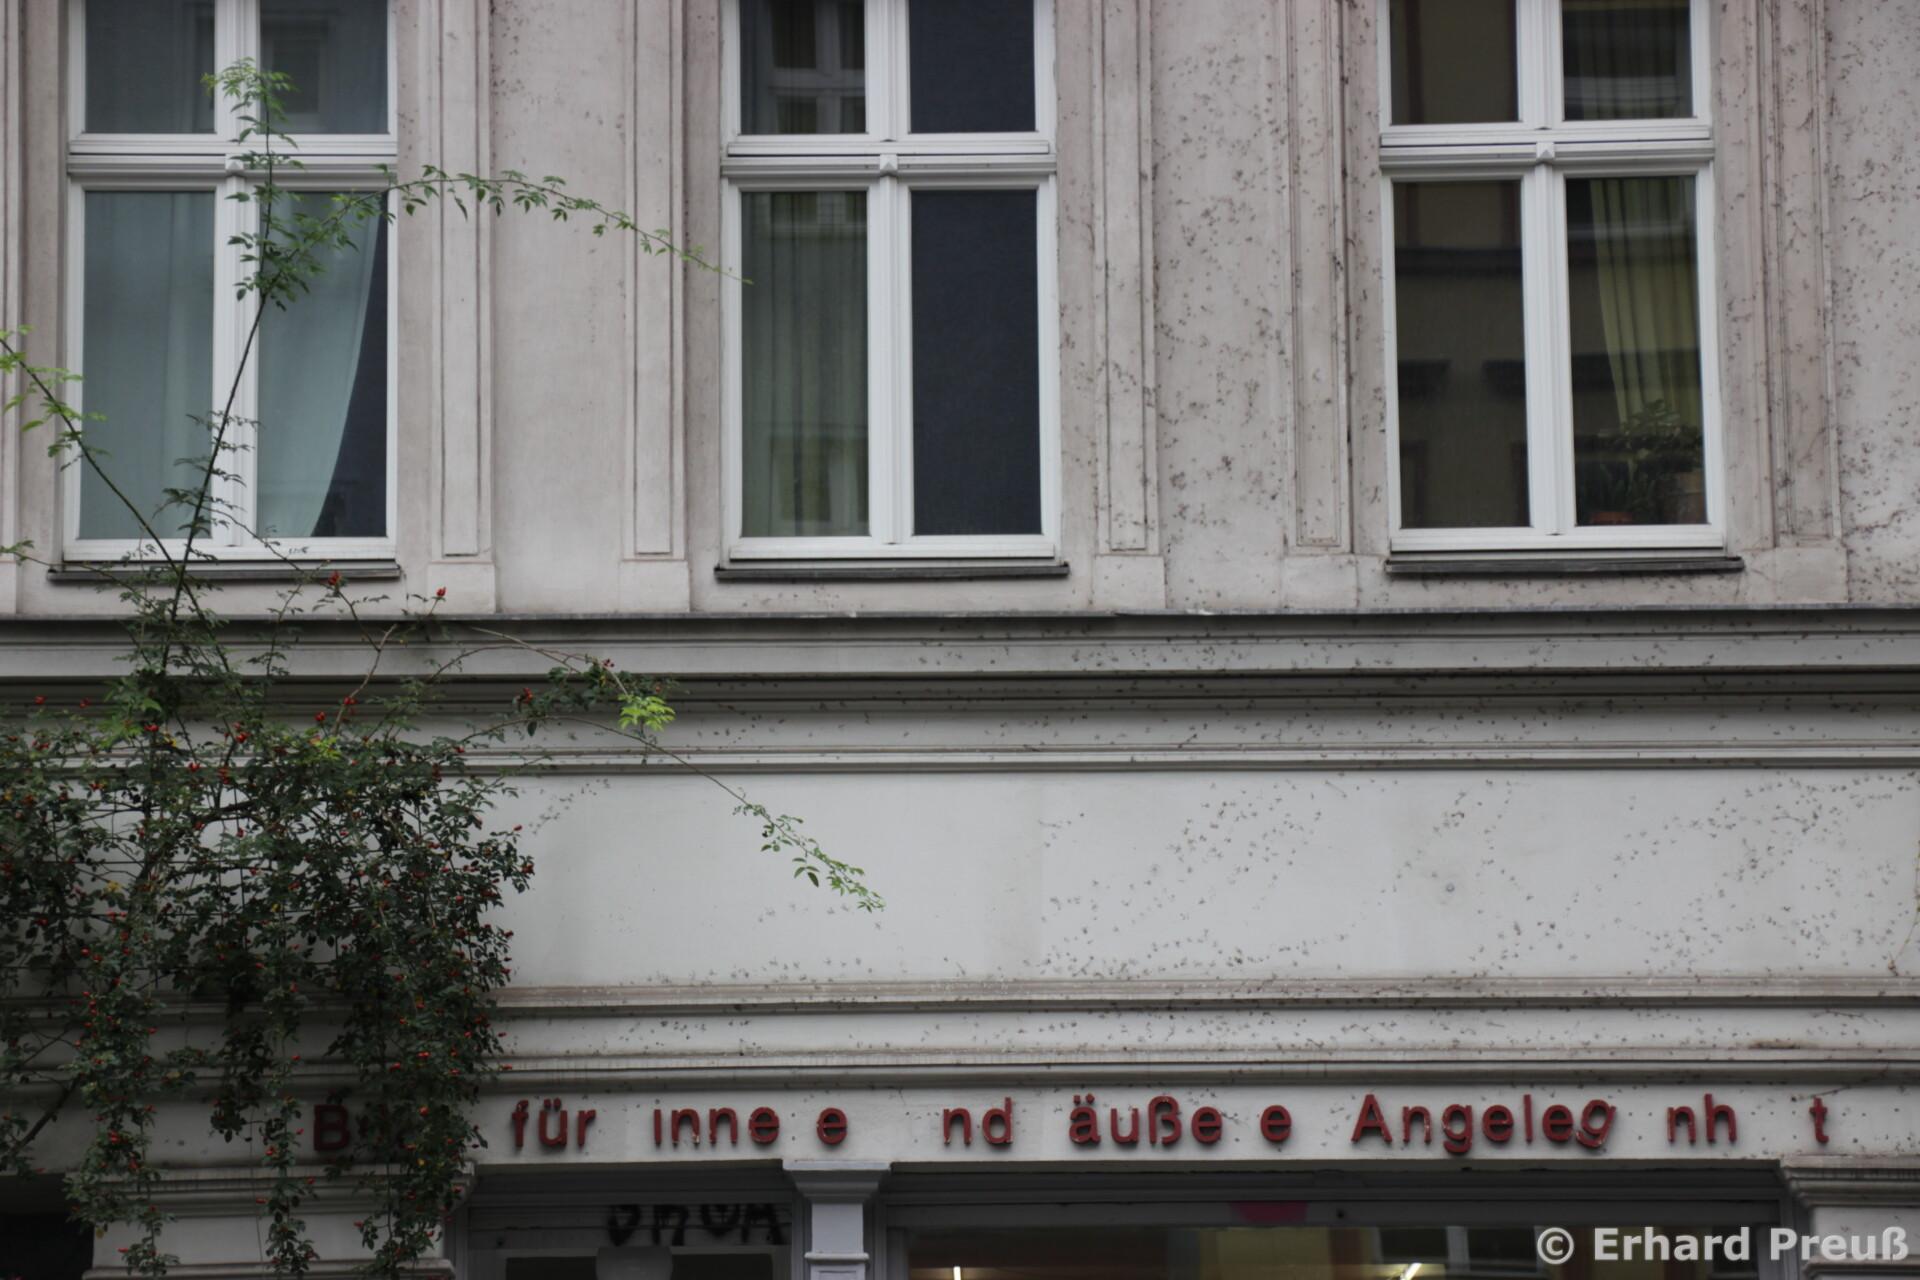 für inne e nd äuße e Angeleg nh t
© Erhard Preuß